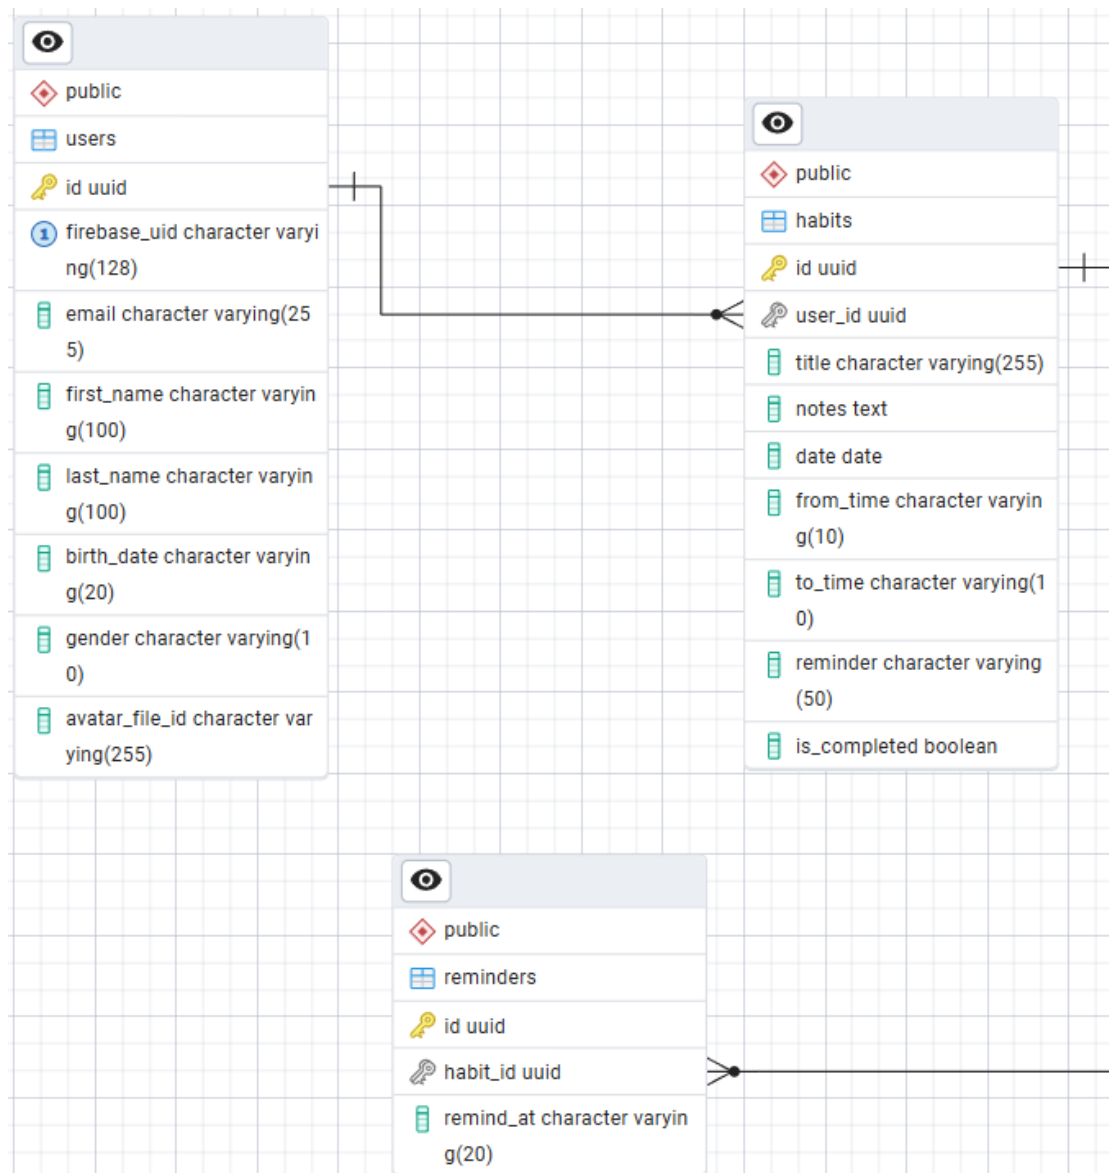 public
users
id uuid
1
firebase_uid character varyi
ng(128)
email character varying(25
5)
first_name character varyin
g(100)
last_name character varyin
g(100)
birth_date character varyin
g(20)
gender character varying(1
0)
avatar_file_id character var
ying(255)
public
habits
id uuid
user_id uuid
title character varying(255)
notes text
date date
from_time character varyin
g(10)
to_time character varying(1
0)
reminder character varying
(50)
is_completed boolean
public
reminders
id uuid
habit_id uuid
remind_at character varyin
g(20)